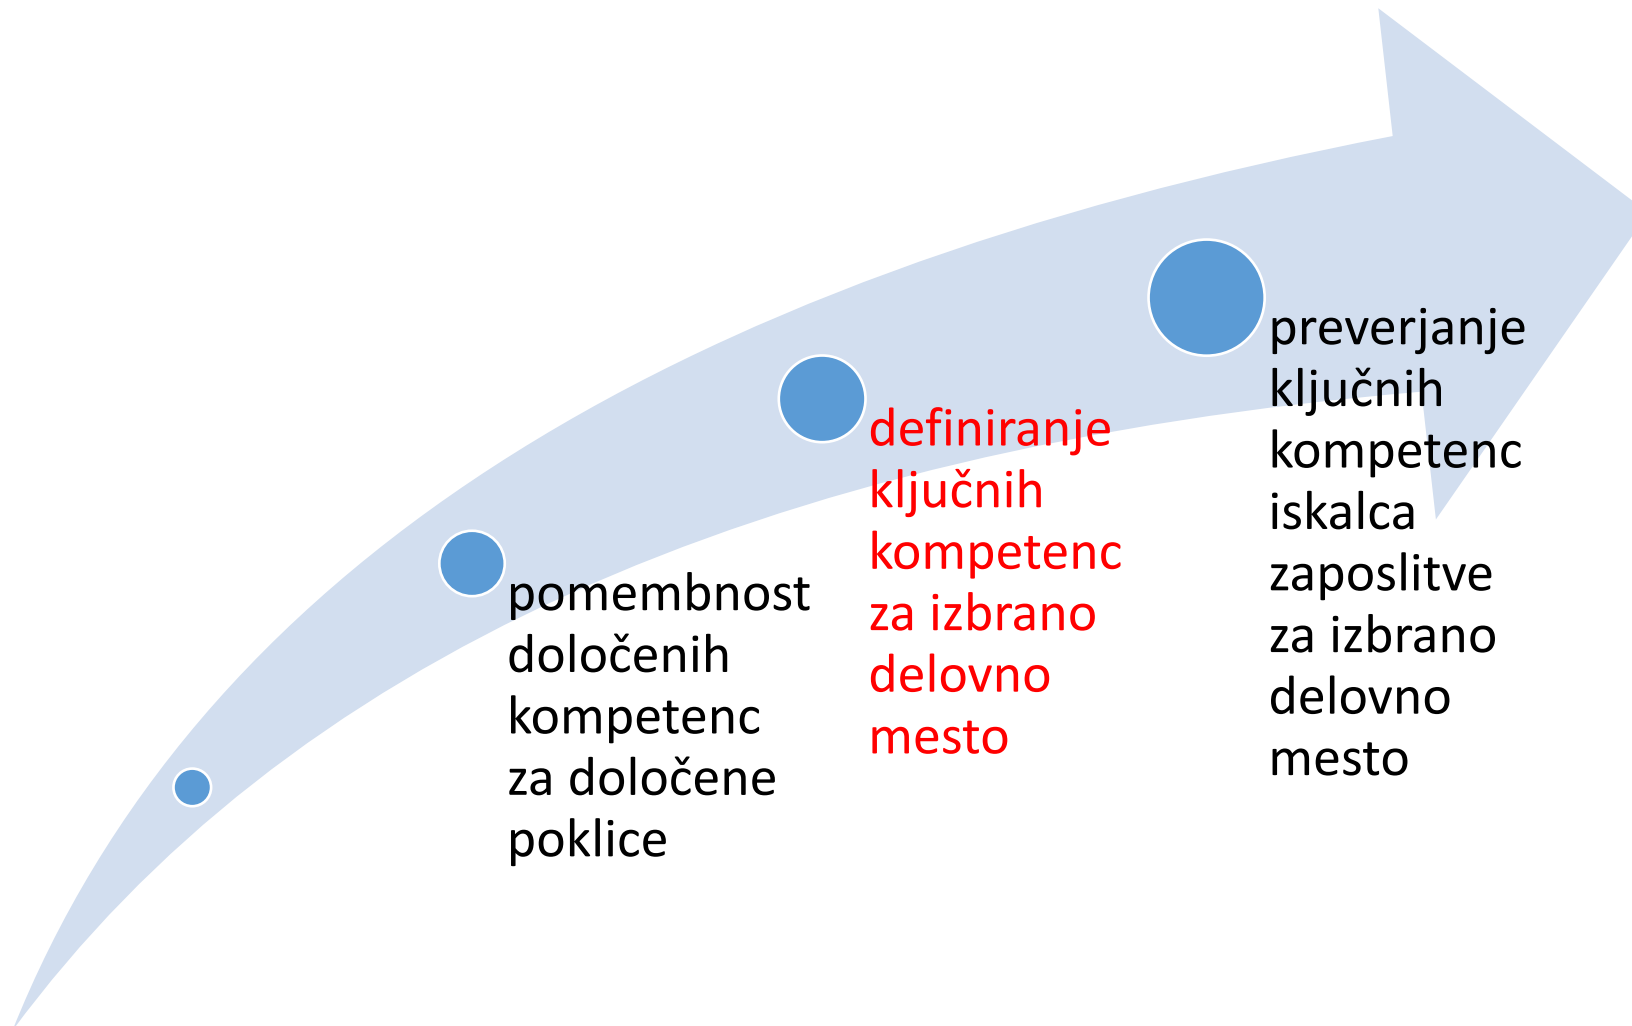 pomembnost
določenih
kompetenc
za določene
poklice
definiranje
ključnih
kompetenc
za izbrano
delovno
mesto
preverjanje
ključnih
kompetenc
iskalca
zaposlitve
za izbrano
delovno
mesto